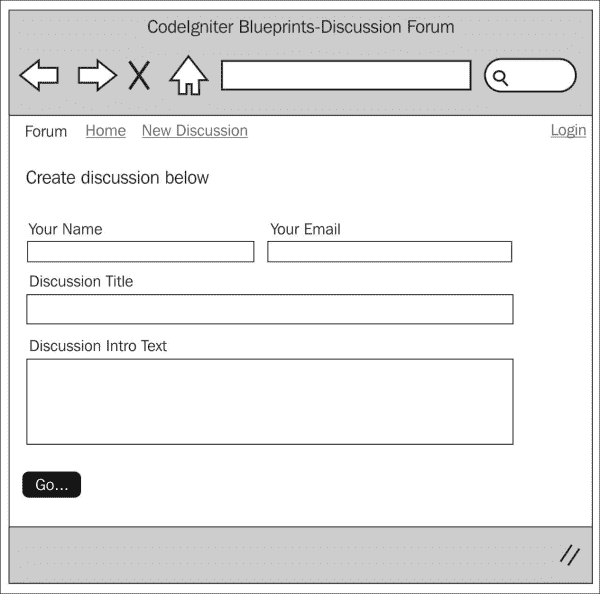 CodeIgniter Blueprints-Discussion Forum
Forum Home New Discussion Login
Create discussion below
Your Name Your Email
Discussion Title
Discussion Intro Text
Go...